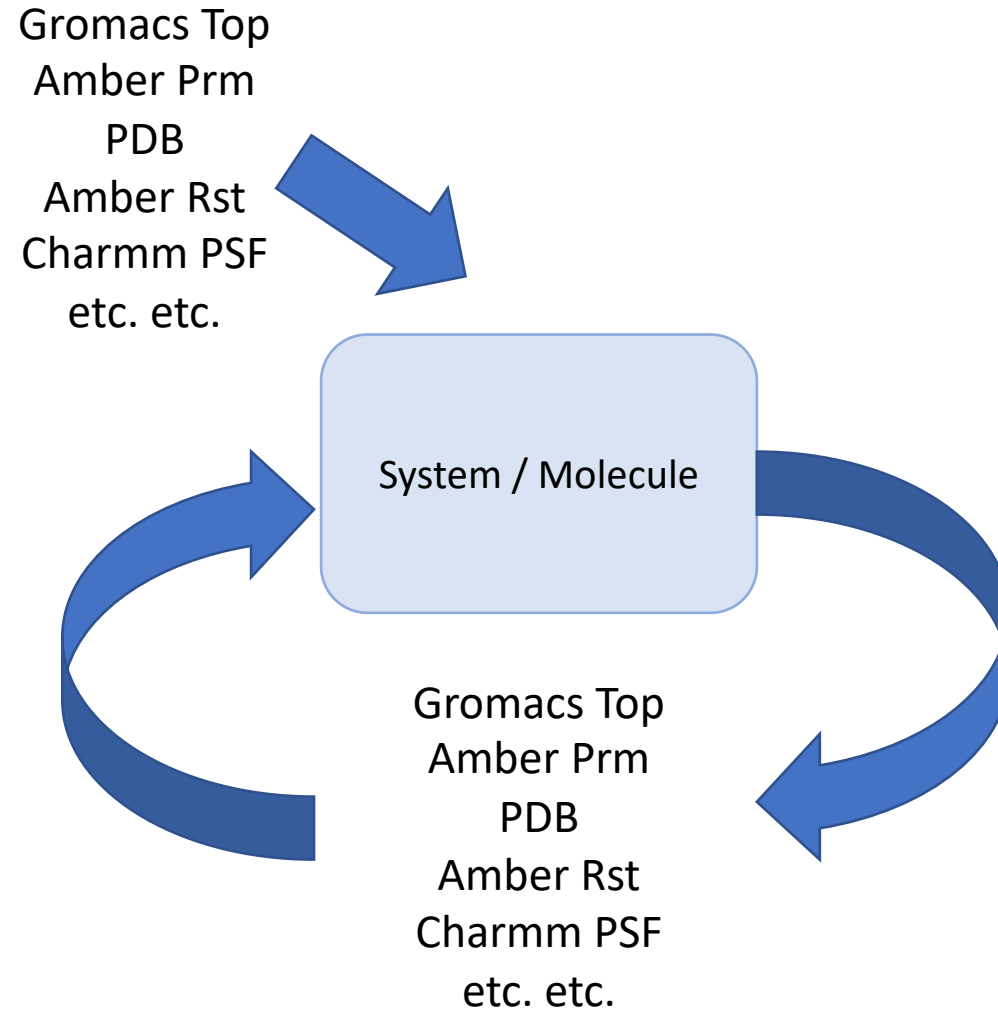 Gromacs Top
Amber Prm
PDB
Amber Rst
Charmm PSF
etc. etc.
System / Molecule
Gromacs Top
Amber Prm
PDB
Amber Rst
Charmm PSF
etc. etc.